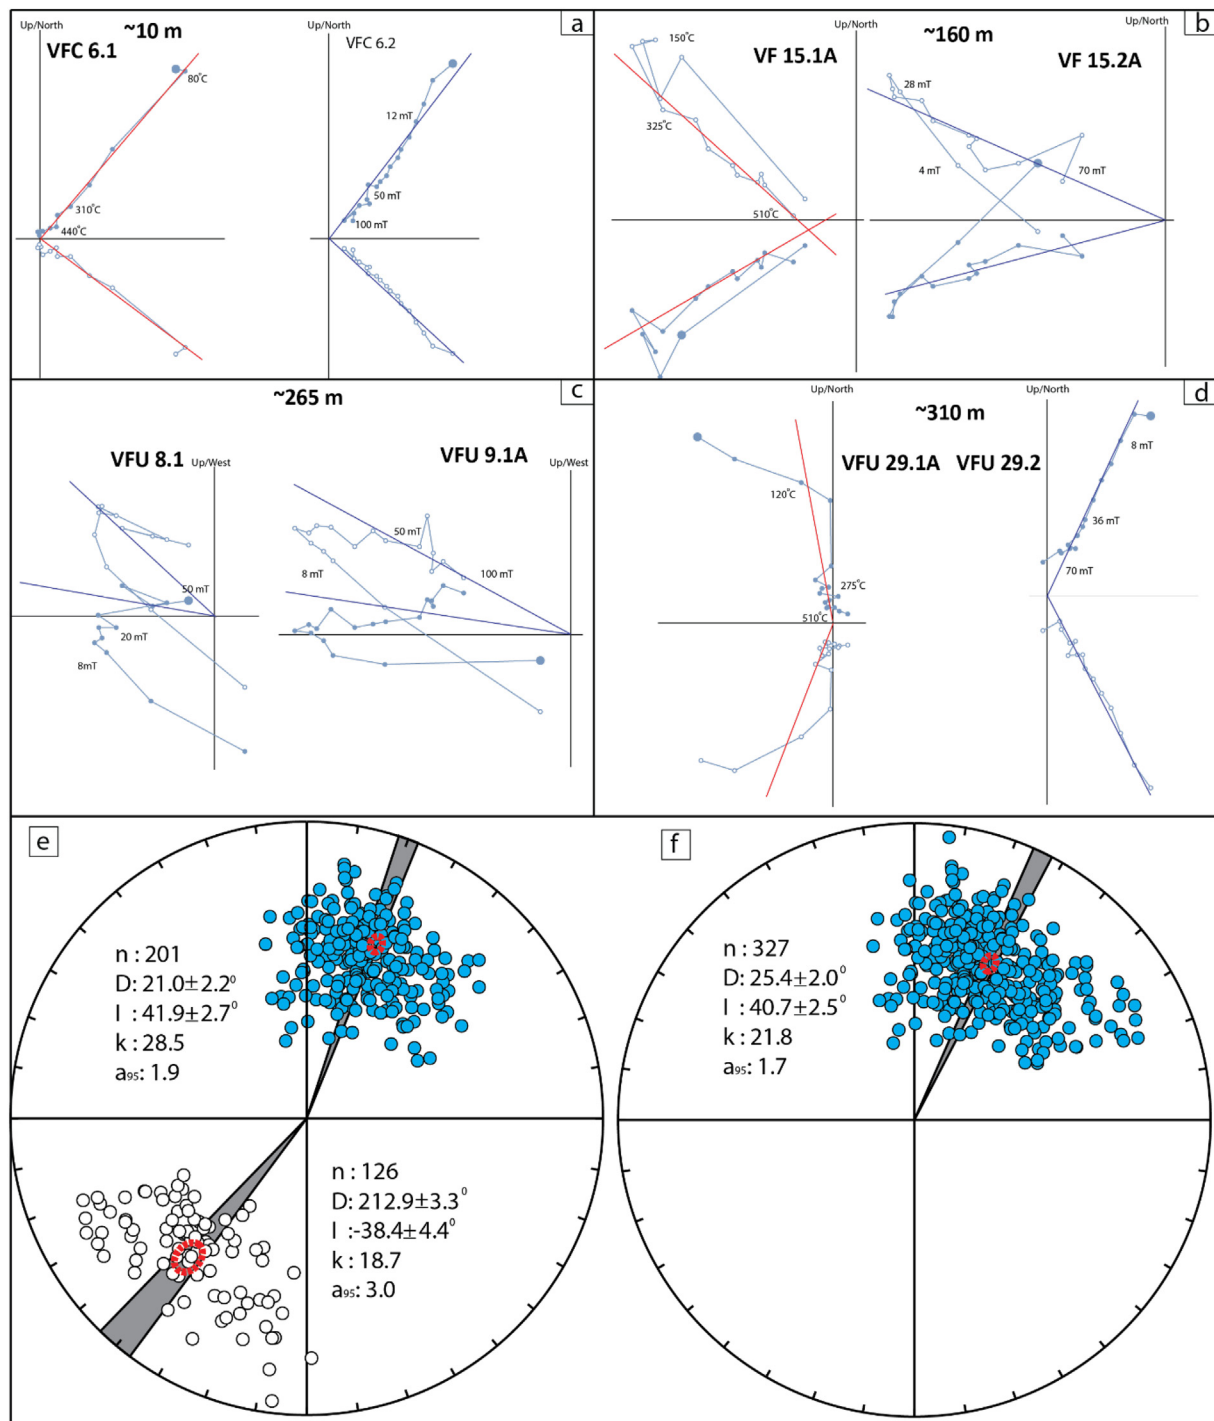 ~10 m
a
Up/North
VFC 6.1
80°C
310°C
440°C
Up/North
VFC 6.2
12 mT
50 mT
100 mT
~160 m
b
Up/North
150°C
VF 15.1A
325°C
510°C
Up/North
VF 15.2A
28 mT
4 mT
70 mT
~265 m
c
VFU 8.1
Up/West
50 mT
20 mT
8mT
VFU 9.1A
Up/West
50 mT
8 mT
100 mT
~310 m
d
Up/North
VFU 29.1A
120°C
275°C
510°C
Up/North
VFU 29.2
8 mT
36 mT
70 mT
e
n : 201
D: 21.0±2.2⁰
I : 41.9±2.7⁰
k : 28.5
a₉₅: 1.9
n : 126
D: 212.9±3.3⁰
I :-38.4±4.4⁰
k : 18.7
a₉₅: 3.0
f
n : 327
D: 25.4±2.0⁰
I : 40.7±2.5⁰
k : 21.8
a₉₅: 1.7